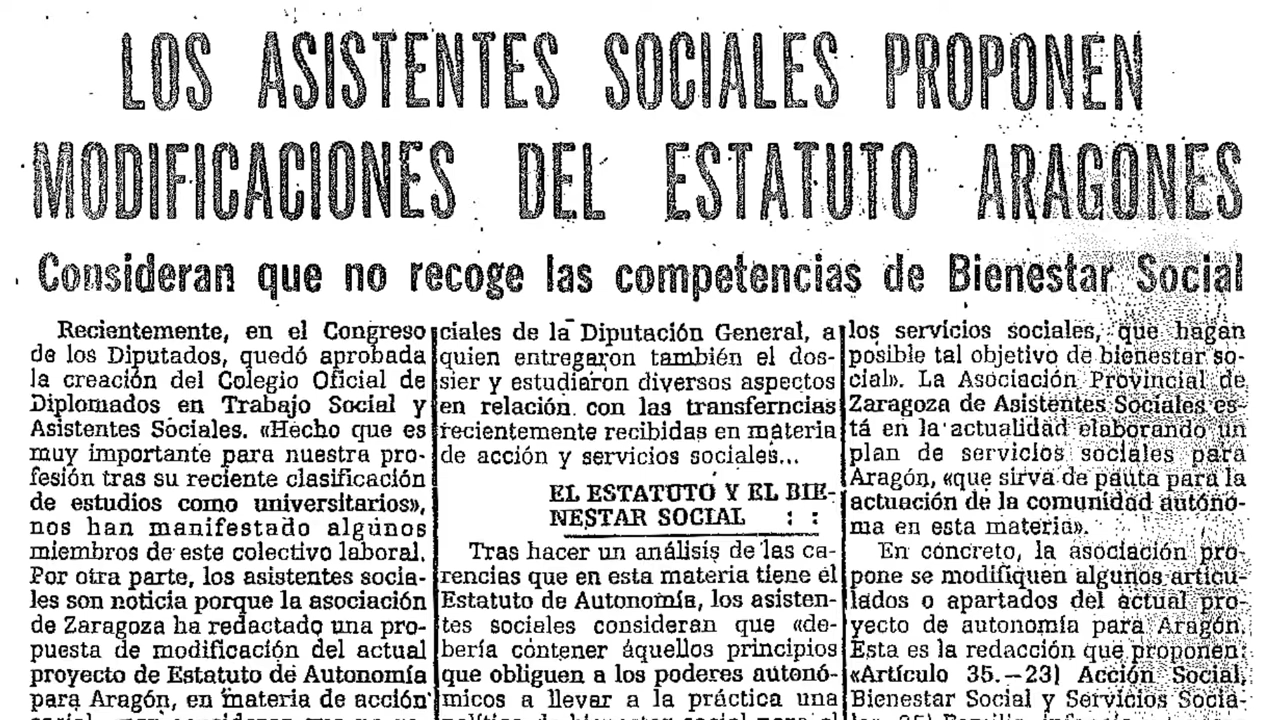 LOS ASISTENTES SOCIALES PROPONEN
MODIFICACIONES DEL ESTATUTO ARAGONES
Consideran que no recoge las competencias de Bienestar Social
Recientemente, en el Congreso
de los Diputados, quedó aprobada
la creación del Colegio Oficial de
Diplomados en Trabajo Social y
Asistentes Sociales. «Hecho que es
muy importante para nuestra pro-
fesión tras su reciente clasificación
de estudios como universitarios»,
nos han manifestado algunos
miembros de este colectivo laboral.
Por otra parte, los asistentes socia-
les son noticia porque la asociación
de Zaragoza ha redactado una pro-
puesta de modificación del actual
proyecto de Estatuto de Autonomía
para Aragón, en materia de acción
ciales de la Diputación General, a
quien entregaron también el dos-
sier y estudiaron diversos aspectos
en relación con las transferncias
recientemente recibidas en materia
de acción y servicios sociales...
EL ESTATUTO Y EL BIE-
NESTAR SOCIAL : :
Tras hacer un análisis de las ca-
rencias que en esta materia tiene el
Estatuto de Autonomía, los asisten-
tes sociales consideran que «de-
bería contener áquellos principios
que obliguen a los poderes autonó-
micos a llevar a la práctica una
política de bienestar social para el
los servicios sociales, que hagan
posible tal objetivo de bienestar so-
cial». La Asociación Provincial de
Zaragoza de Asistentes Sociales es-
tá en la actualidad elaborando un
plan de servicios sociales para
Aragón, «que sirva de pauta para la
actuación de la comunidad autóno-
ma en esta materia».
En concreto, la asociación pro-
pone se modifiquen algunos articu-
lados o apartados del actual pro-
yecto de autonomía para Aragón.
Esta es la redacción que proponen:
«Artículo 35.—23) Acción Social,
Bienestar Social y Servicios Socia-